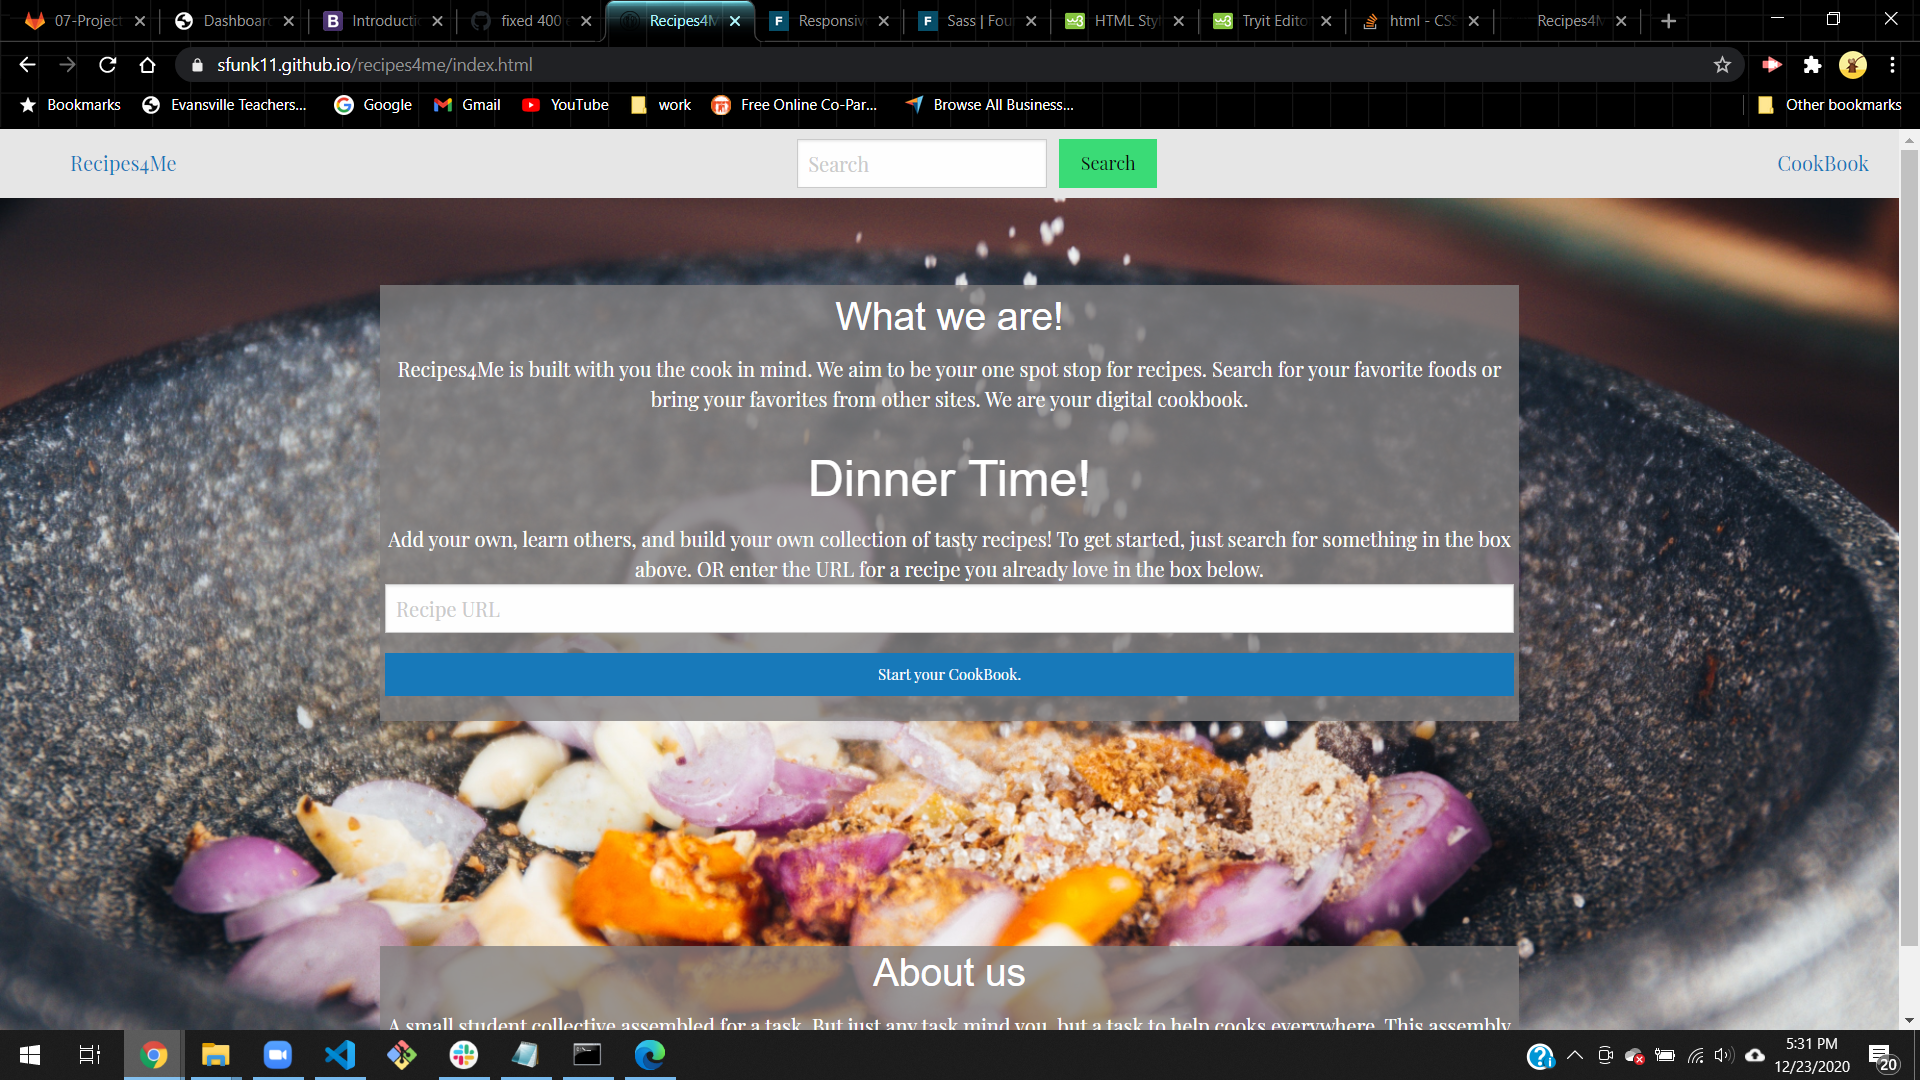 07-Project
Dashboar
Introducti
fixed 400
Recipes4M
Responsiv
Sass | Fou
HTML Styl
Tryit Edito
html - CSS
Recipes4M
sfunk11.github.io/recipes4me/index.html
Bookmarks
Evansville Teachers...
Google
Gmail
YouTube
work
Free Online Co-Par...
Browse All Business...
Other bookmarks
Recipes4Me
Search
Search
CookBook
What we are!
Recipes4Me is built with you the cook in mind. We aim to be your one spot stop for recipes. Search for your favorite foods or
bring your favorites from other sites. We are your digital cookbook.
Dinner Time!
Add your own, learn others, and build your own collection of tasty recipes! To get started, just search for something in the box
above. OR enter the URL for a recipe you already love in the box below.
Recipe URL
Start your CookBook.
About us
A small student collective assembled for a task. But just any task mind you, but a task to help cooks everywhere. This assembly
5:31 PM
12/23/2020
20